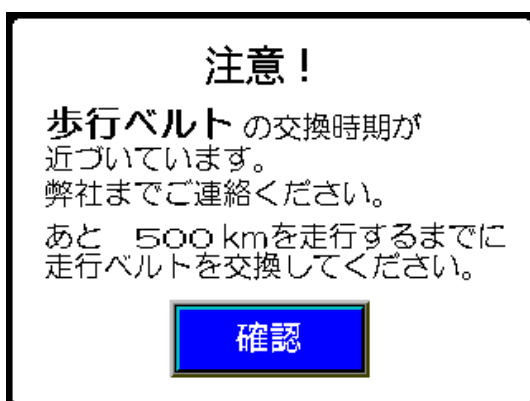 注意！
歩行ベルト の交換時期が
近づいています。
弊社までご連絡ください。
あと 500 kmを走行するまでに
走行ベルトを交換してください。
確認